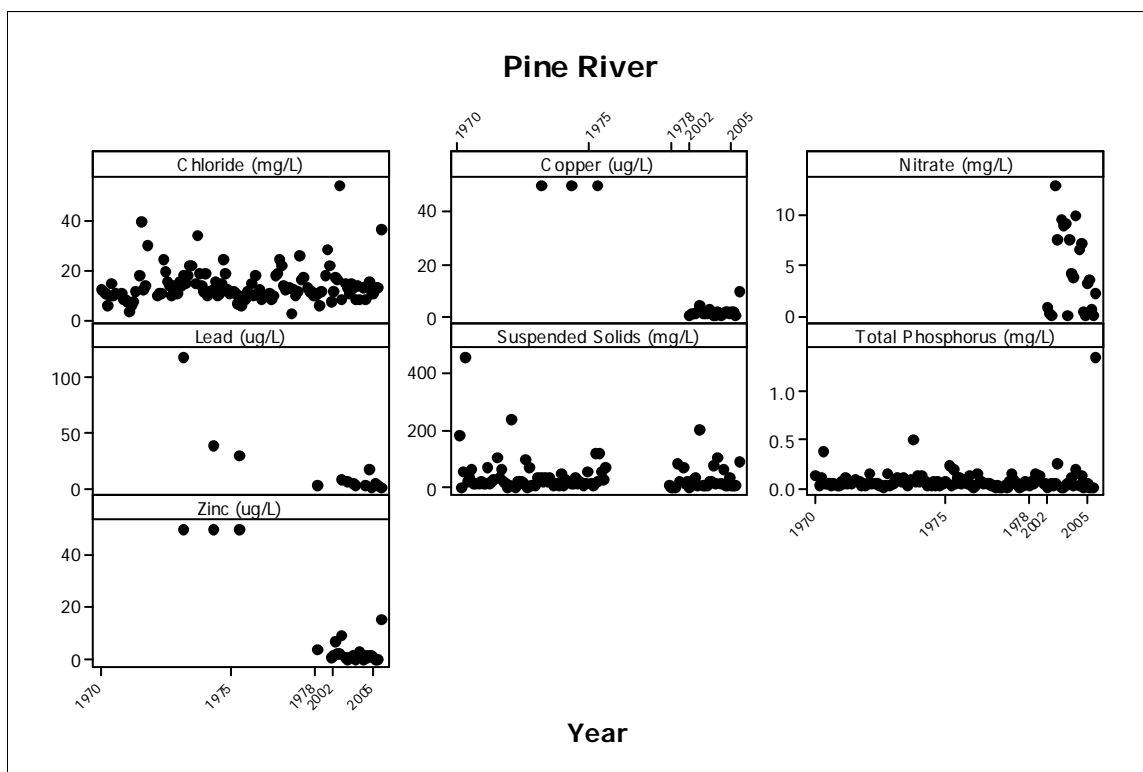 Pine River
1970 1975 1978 2002 2005
Chloride (mg/L) Copper (ug/L) Nitrate (mg/L)
40
20
0
40
20
0
10
5
0
Lead (ug/L) Suspended Solids (mg/L) Total Phosphorus (mg/L)
100
50
0
400
200
0
1.0
0.5
0.0
1970 1975 1978 2002 2005
Zinc (ug/L)
40
20
0
1970 1975 1978 2002 2005
Year